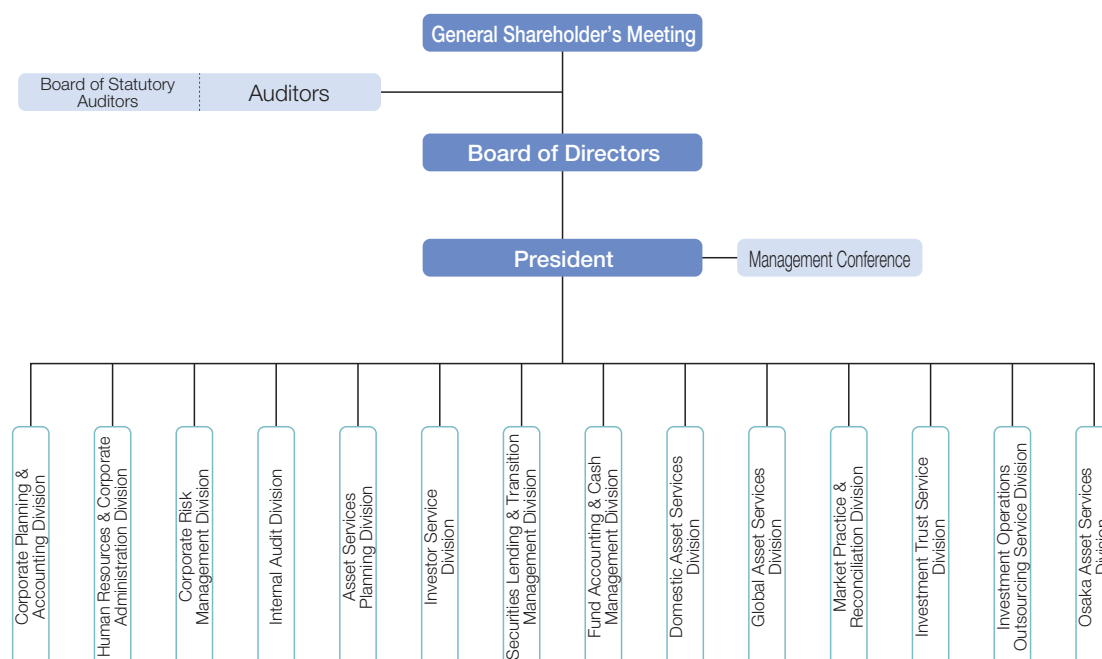 General Shareholder's Meeting
Board of Statutory
Auditors
Auditors
Board of Directors
President
Management Conference
Corporate Planning &
Accounting Division
Human Resources & Corporate
Administration Division
Corporate Risk
Management Division
Internal Audit Division
Asset Services
Planning Division
Investor Service
Division
Securities Lending & Transition
Management Division
Fund Accounting & Cash
Management Division
Domestic Asset Services
Division
Global Asset Services
Division
Market Practice &
Reconciliation Division
Investment Trust Service
Division
Investment Operations
Outsourcing Service Division
Osaka Asset Services
Division